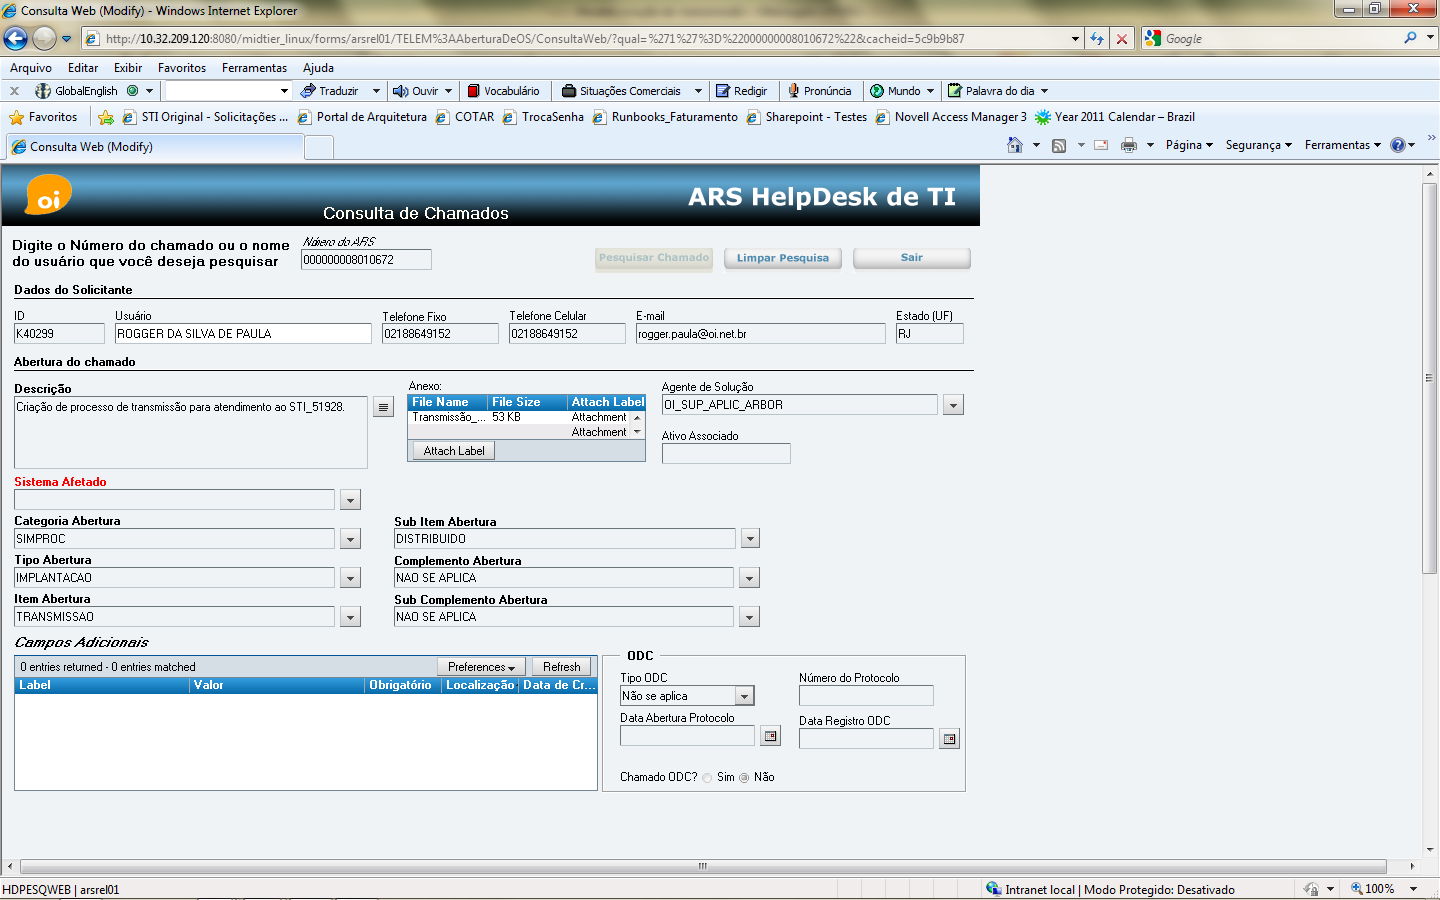 Consulta Web (Modify) - Windows Internet Explorer
http://10.32.209.120:8080/midtier_linux/forms/arsrel01/TELEM%3AAberturaDeOS/ConsultaWeb/?qual=%271%27%3D%22000000008010672%22&cacheid=5c9b9b87
Google
Arquivo Editar Exibir Favoritos Ferramentas Ajuda
x GlobalEnglish Traduzir Ouvir Vocabulário Situações Comerciais Redigir Pronúncia Mundo Palavra do dia
Favoritos STI Original - Solicitações ... Portal de Arquitetura COTAR TrocaSenha Runbooks_Faturamento Sharepoint - Testes Novell Access Manager 3 Year 2011 Calendar – Brazil
Consulta Web (Modify) Página Segurança Ferramentas »
oi
Consulta de Chamados
ARS HelpDesk de TI
Digite o Número do chamado ou o nome
do usuário que você deseja pesquisar
Número do ARS
000000008010672
Pesquisar Chamado Limpar Pesquisa Sair
Dados do Solicitante
ID Usuário Telefone Fixo Telefone Celular E-mail Estado (UF)
K40299 ROGGER DA SILVA DE PAULA 02188649152 02188649152 rogger.paula@oi.net.br RJ
Abertura do chamado
Descrição
Criação de processo de transmissão para atendimento ao STI_51928.
Anexo:
File Name File Size Attach Label
Transmissão_... 53 KB Attachment
Attachment
Attach Label
Agente de Solução
OI_SUP_APLIC_ARBOR
Ativo Associado
Sistema Afetado
Categoria Abertura Sub Item Abertura
SIMPROC DISTRIBUIDO
Tipo Abertura Complemento Abertura
IMPLANTACAO NAO SE APLICA
Item Abertura Sub Complemento Abertura
TRANSMISSAO NAO SE APLICA
Campos Adicionais
0 entries returned - 0 entries matched Preferences Refresh
Label Valor Obrigatório Localização Data de Cr...
ODC
Tipo ODC Número do Protocolo
Não se aplica
Data Abertura Protocolo Data Registro ODC
Chamado ODC? Sim Não
HDPESQWEB | arsrel01
Intranet local | Modo Protegido: Desativado
100%